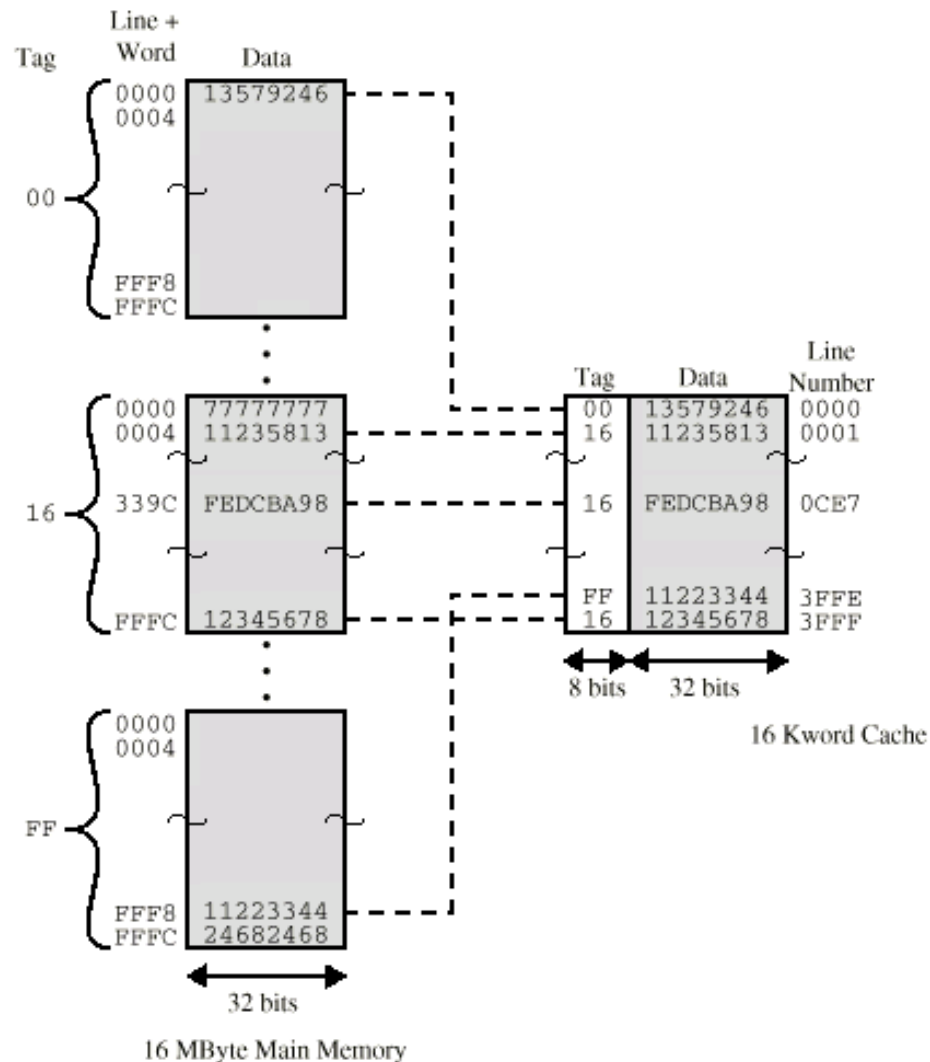 Line +
Tag Word Data
0000 13579246
0004
00
FFF8
FFFC
Line
Tag Data Number
0000 77777777 00 13579246 0000
0004 11235813 16 11235813 0001
16 339C FEDCBA98 16 FEDCBA98 0CE7
FF 11223344 3FFE
FFFC 12345678 16 12345678 3FFF
8 bits 32 bits
0000
0004
16 Kword Cache
FF
FFF8 11223344
FFFC 24682468
32 bits
16 MByte Main Memory